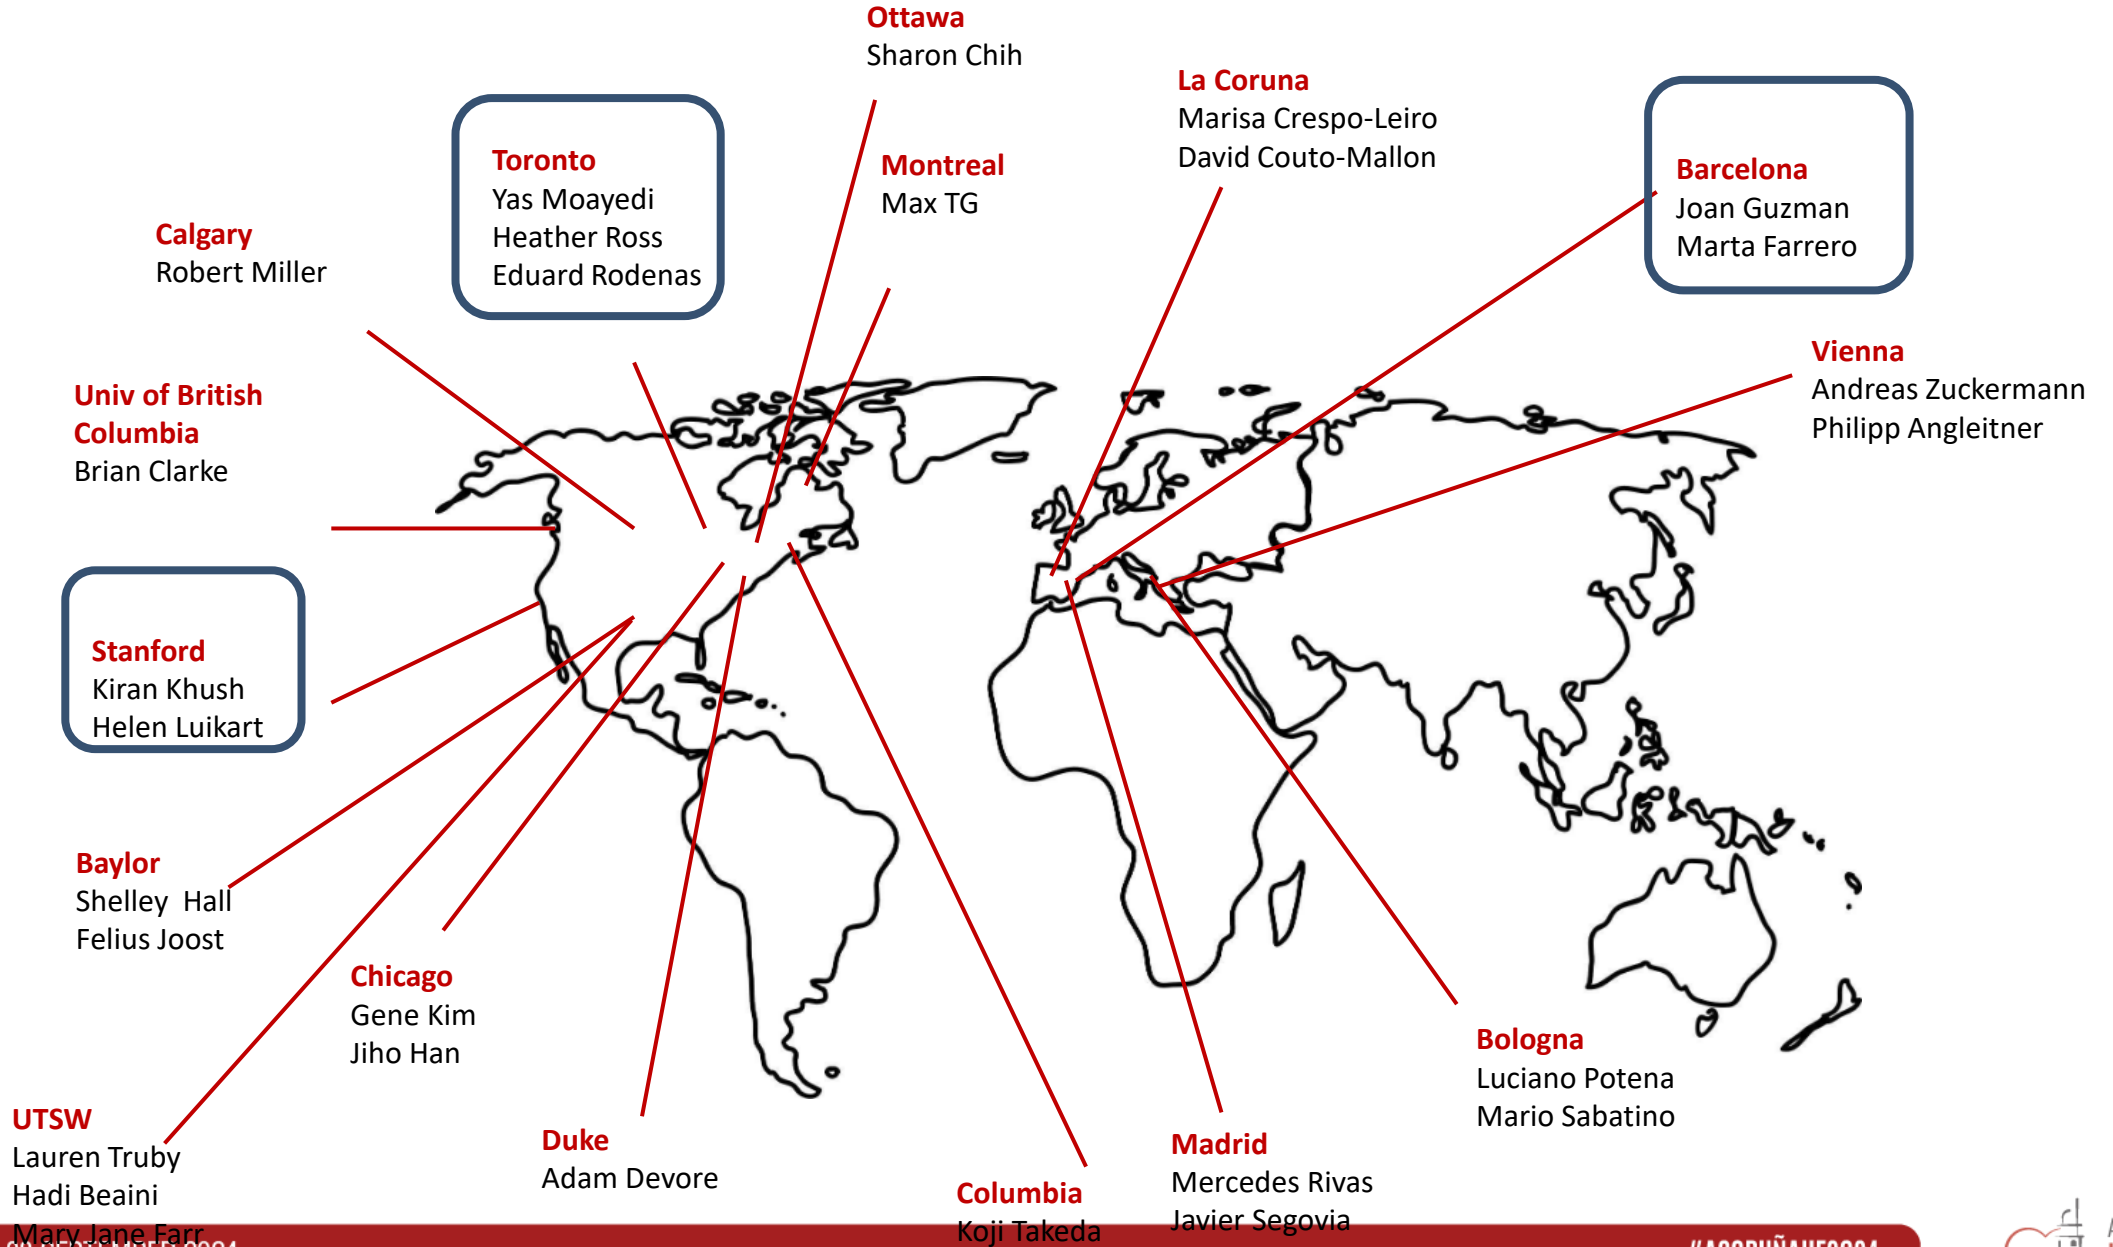 Ottawa
Sharon Chih
La Coruna
Marisa Crespo-Leiro
David Couto-Mallon
Toronto
Yas Moayedi
Heather Ross
Eduard Rodenas
Montreal
Max TG
Barcelona
Joan Guzman
Marta Farrero
Calgary
Robert Miller
Vienna
Andreas Zuckermann
Philipp Angleitner
Univ of British
Columbia
Brian Clarke
Stanford
Kiran Khush
Helen Luikart
Baylor
Shelley  Hall
Felius Joost
Chicago
Gene Kim
Jiho Han
Bologna
Luciano Potena
Mario Sabatino
UTSW
Lauren Truby
Hadi Beaini
Mary Jane Farr
Duke
Adam Devore
Columbia
Koji Takeda
Madrid
Mercedes Rivas
Javier Segovia
#ACORUÑAHF2024